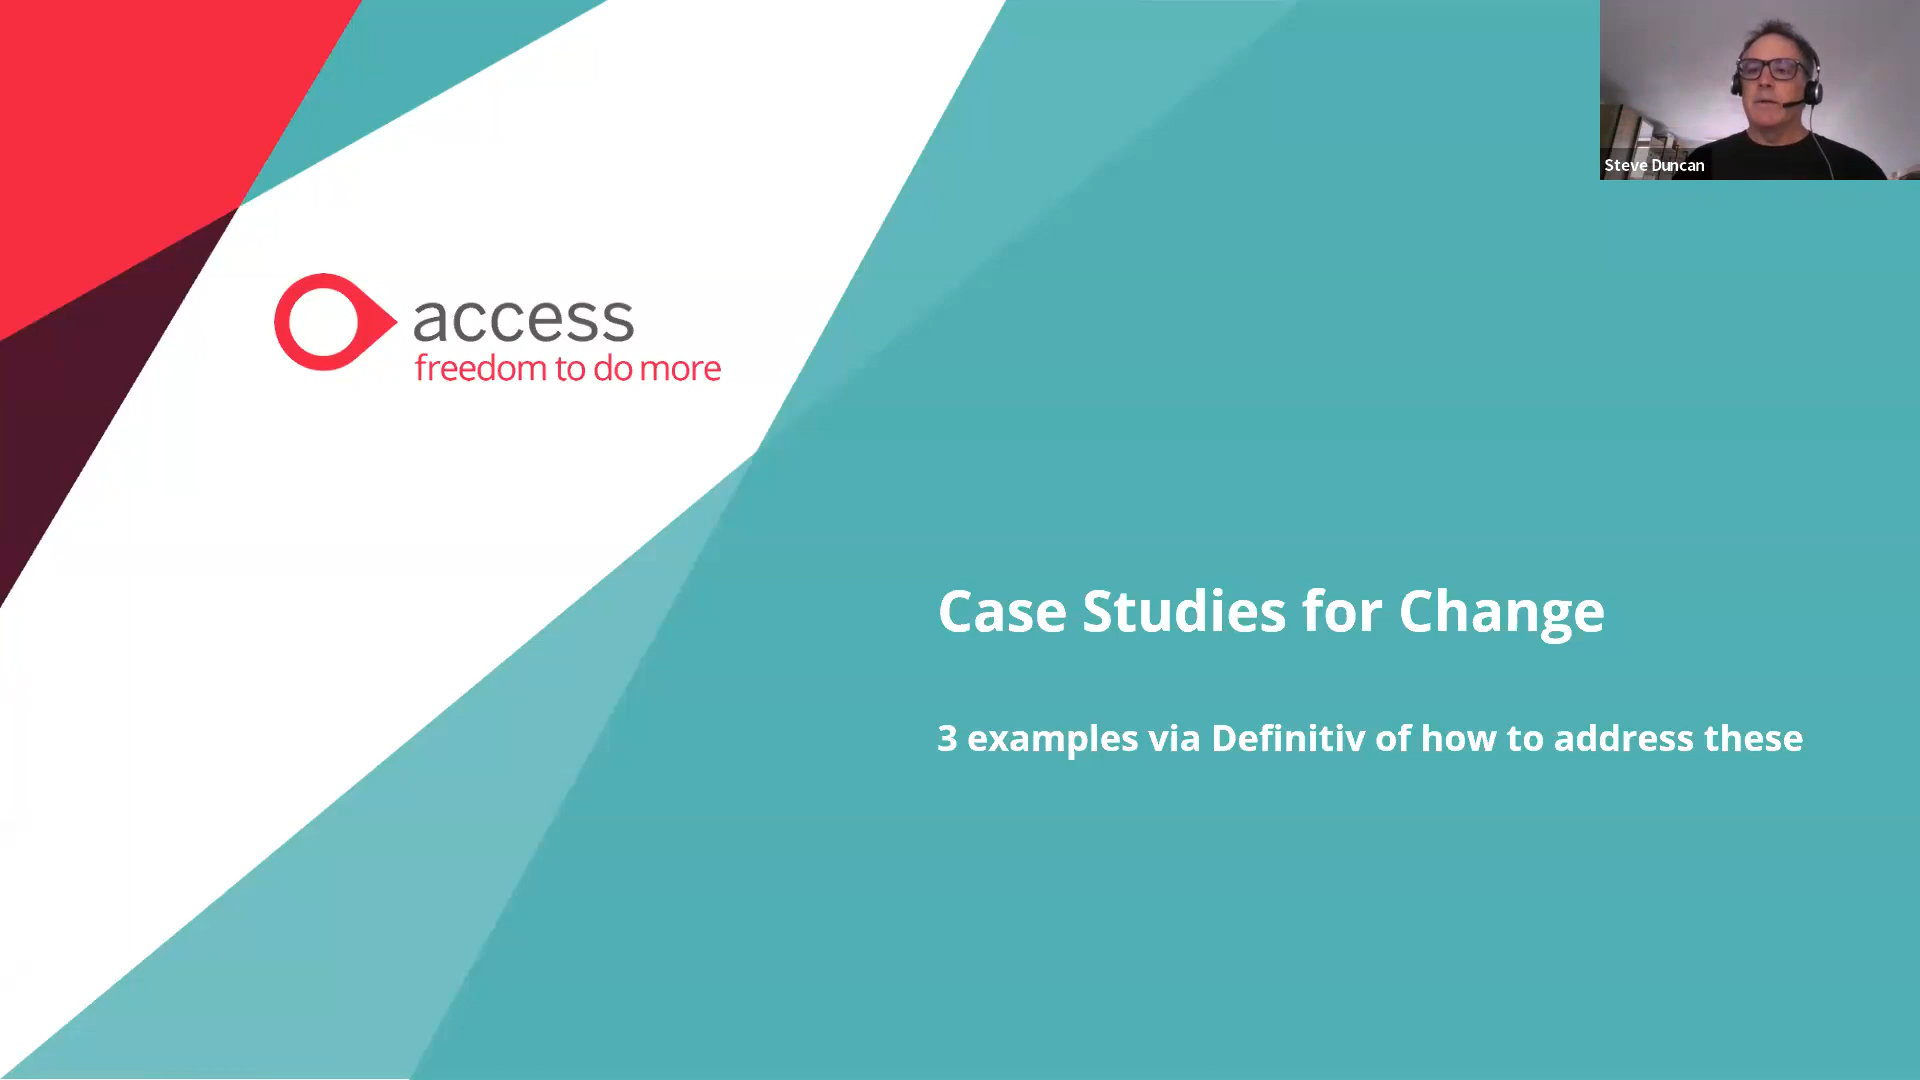 Steve Duncan
access
freedom to do more
Case Studies for Change
3 examples via Definitiv of how to address these